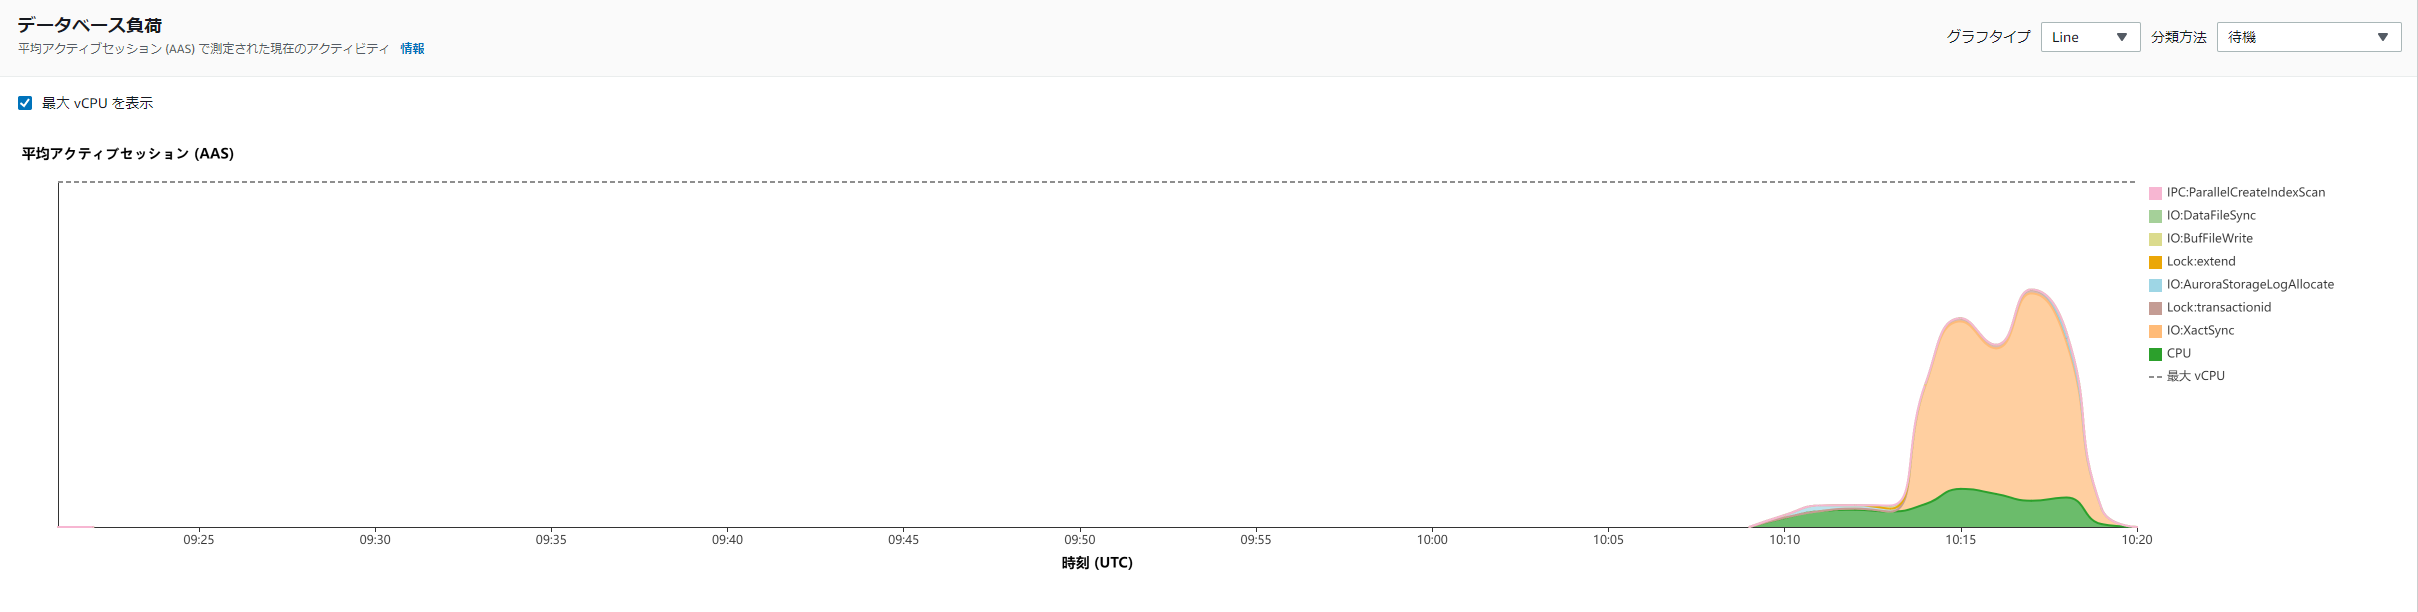 データベース負荷
平均アクティブセッション (AAS) で測定された現在のアクティビティ 情報
グラフタイプ Line 分類方法 待機
最大 vCPU を表示
平均アクティブセッション (AAS)
IPC:ParallelCreateIndexScan
IO:DataFileSync
IO:BufFileWrite
Lock:extend
IO:AuroraStorageLogAllocate
Lock:transactionid
IO:XactSync
CPU
最大 vCPU
09:25 09:30 09:35 09:40 09:45 09:50 09:55 10:00 10:05 10:10 10:15 10:20
時刻 (UTC)